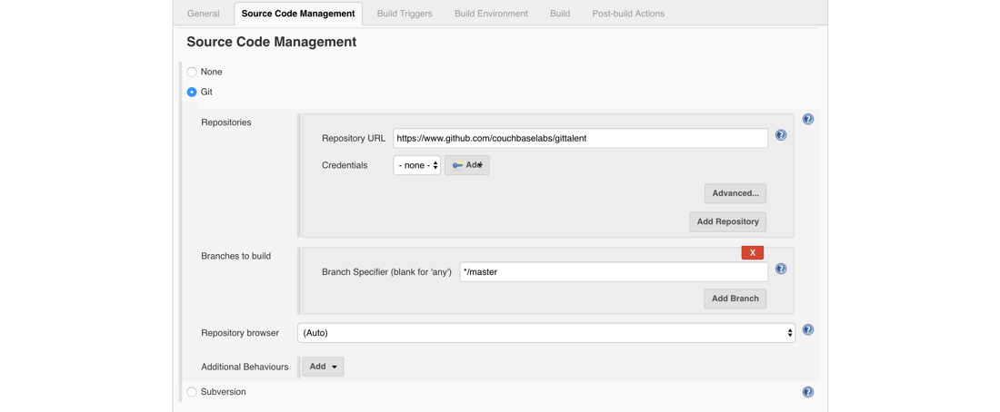 General Source Code Management Build Triggers Build Environment Build Post-build Actions
Source Code Management
None
Git
Repositories
Repository URL https://www.github.com/couchbaselabs/gittalent
Credentials - none - Add
Advanced...
Add Repository
Branches to build
X
Branch Specifier (blank for 'any') */master
Add Branch
Repository browser (Auto)
Additional Behaviours Add
Subversion